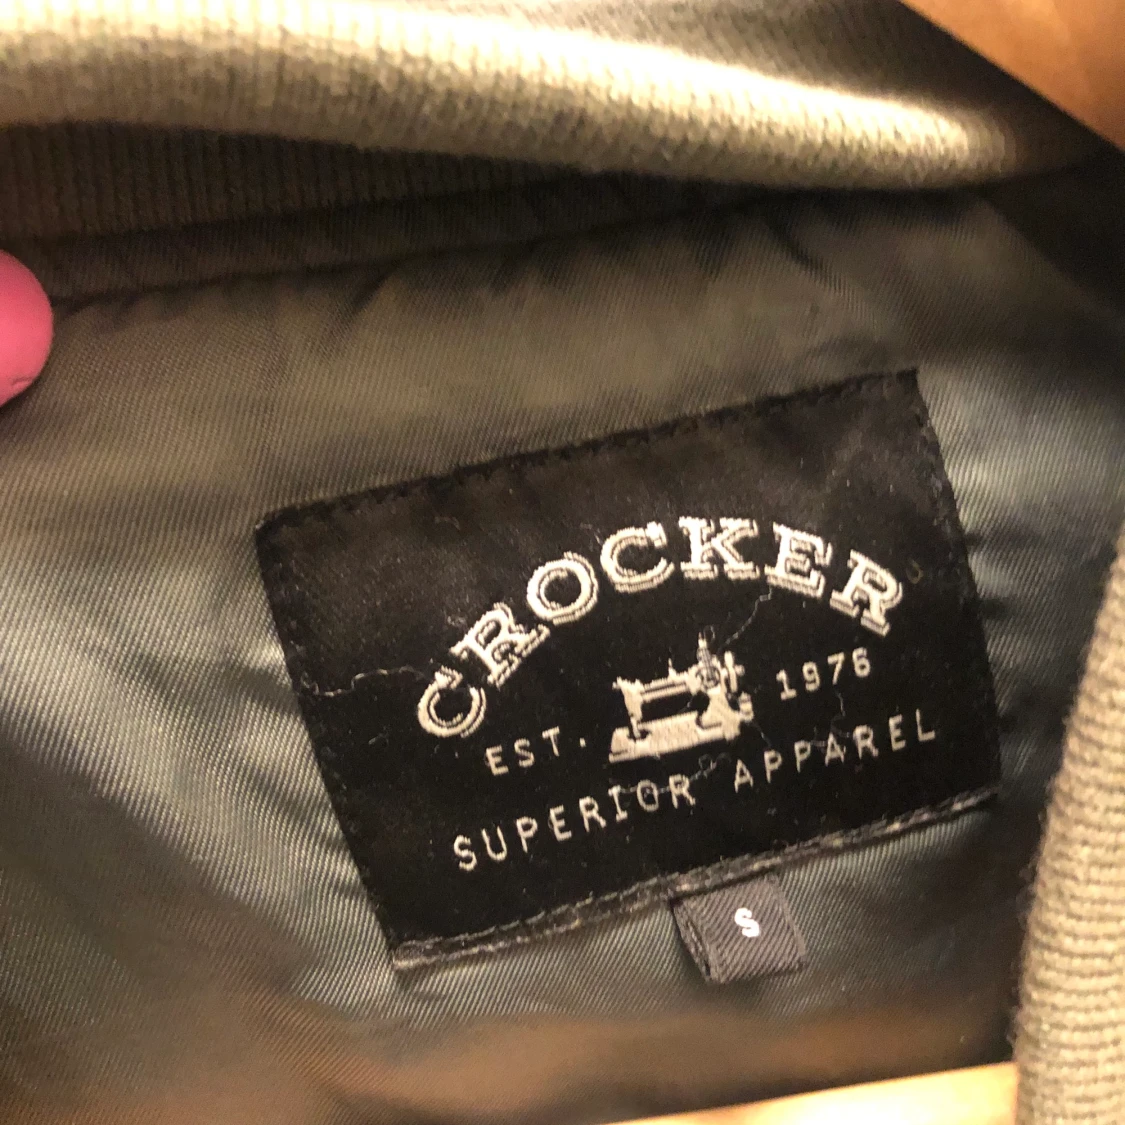 CROCKER
EST. 1976
SUPERIOR APPAREL
S